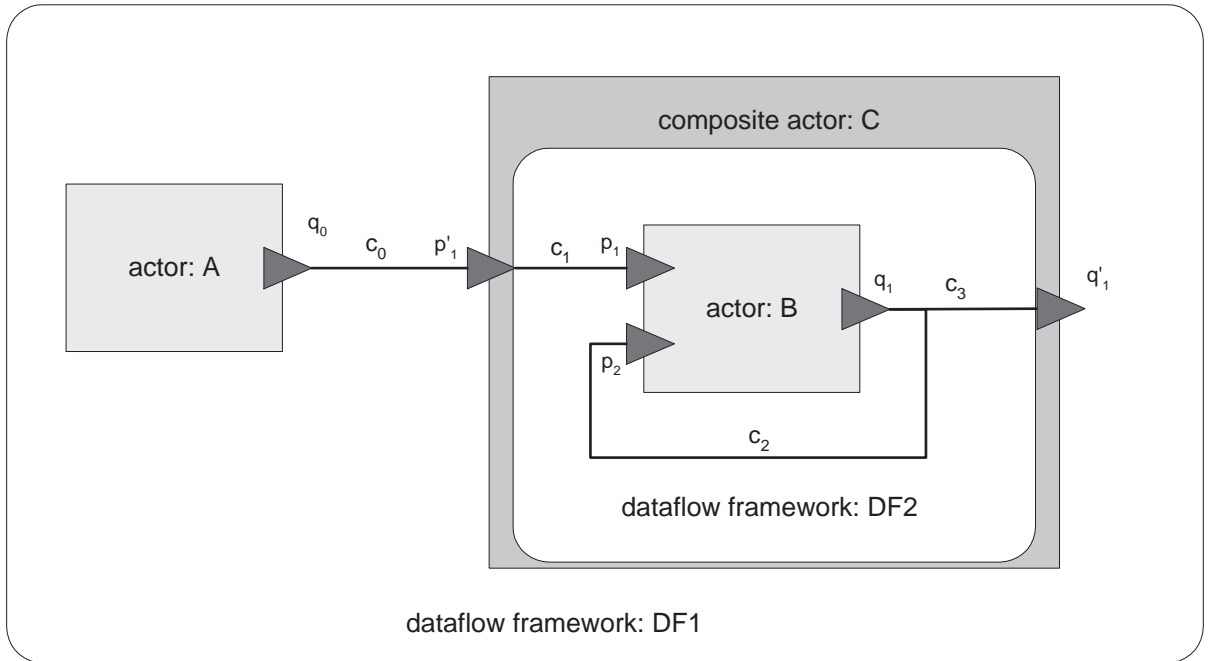 composite actor: C
q₀
c₀
p'₁
c₁
p₁
q₁
c₃
q'₁
actor: A
actor: B
p₂
c₂
dataflow framework: DF2
dataflow framework: DF1